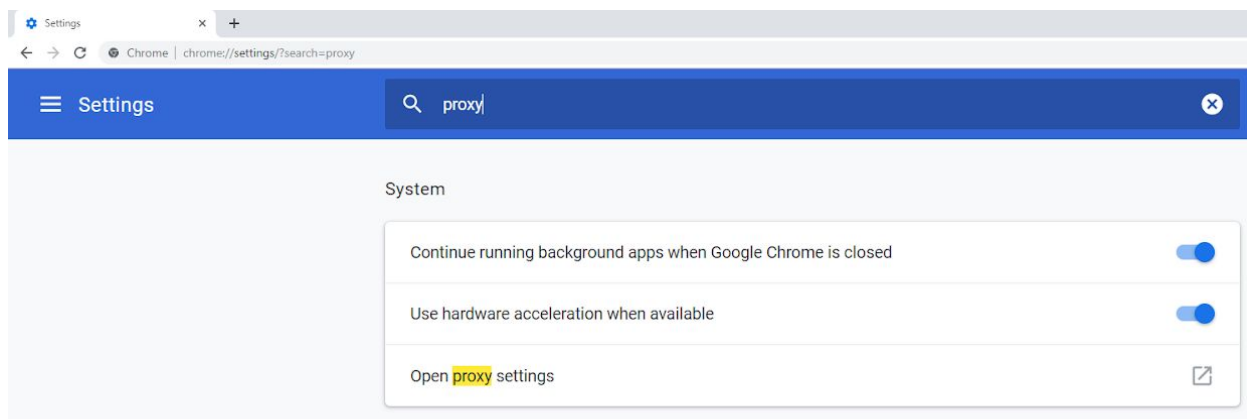 Settings
Chrome | chrome://settings/?search=proxy
Settings
proxy
System
Continue running background apps when Google Chrome is closed
Use hardware acceleration when available
Open proxy settings